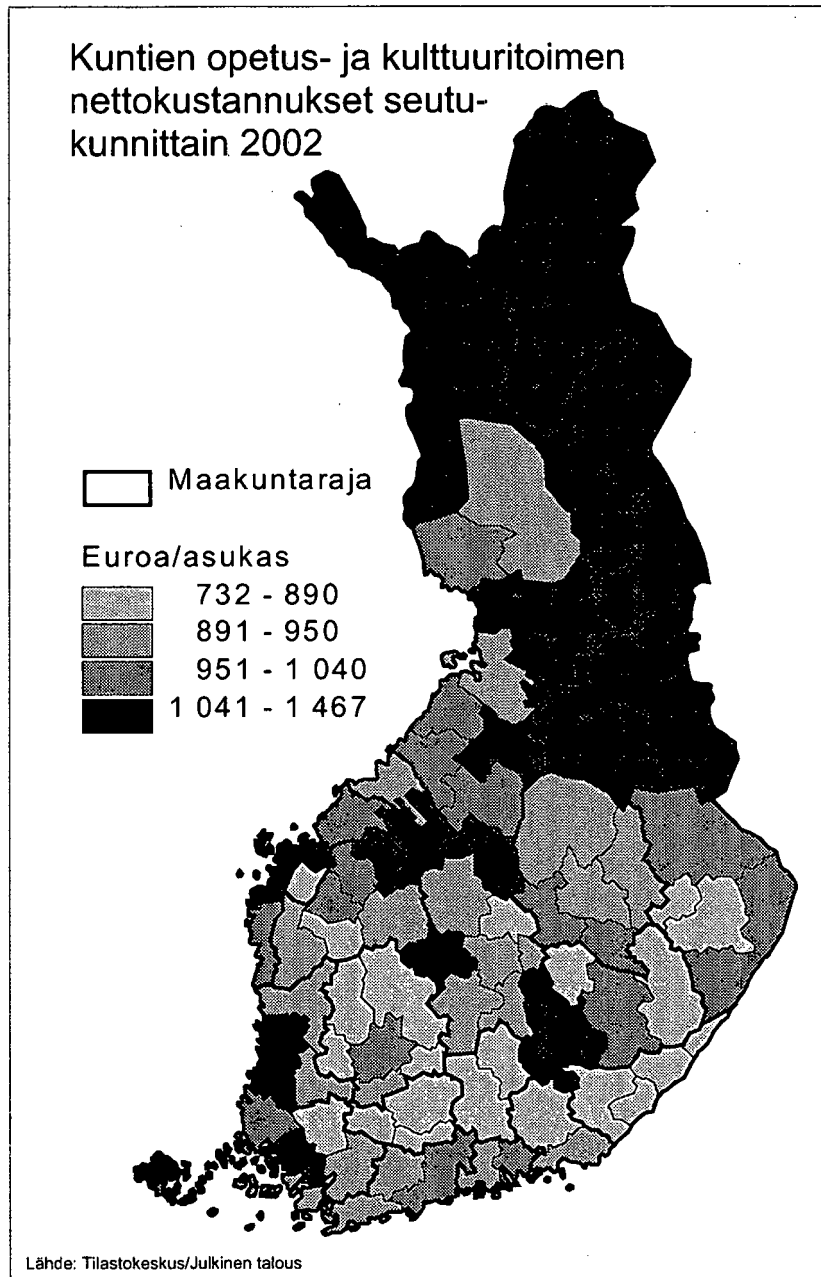 Kuntien opetus- ja kulttuuritoimen
nettokustannukset seutu-
kunnittain 2002
Maakuntaraja
Euroa/asukas
732 - 890
891 - 950
951 - 1 040
1 041 - 1 467
Lähde: Tilastokeskus/Julkinen talous